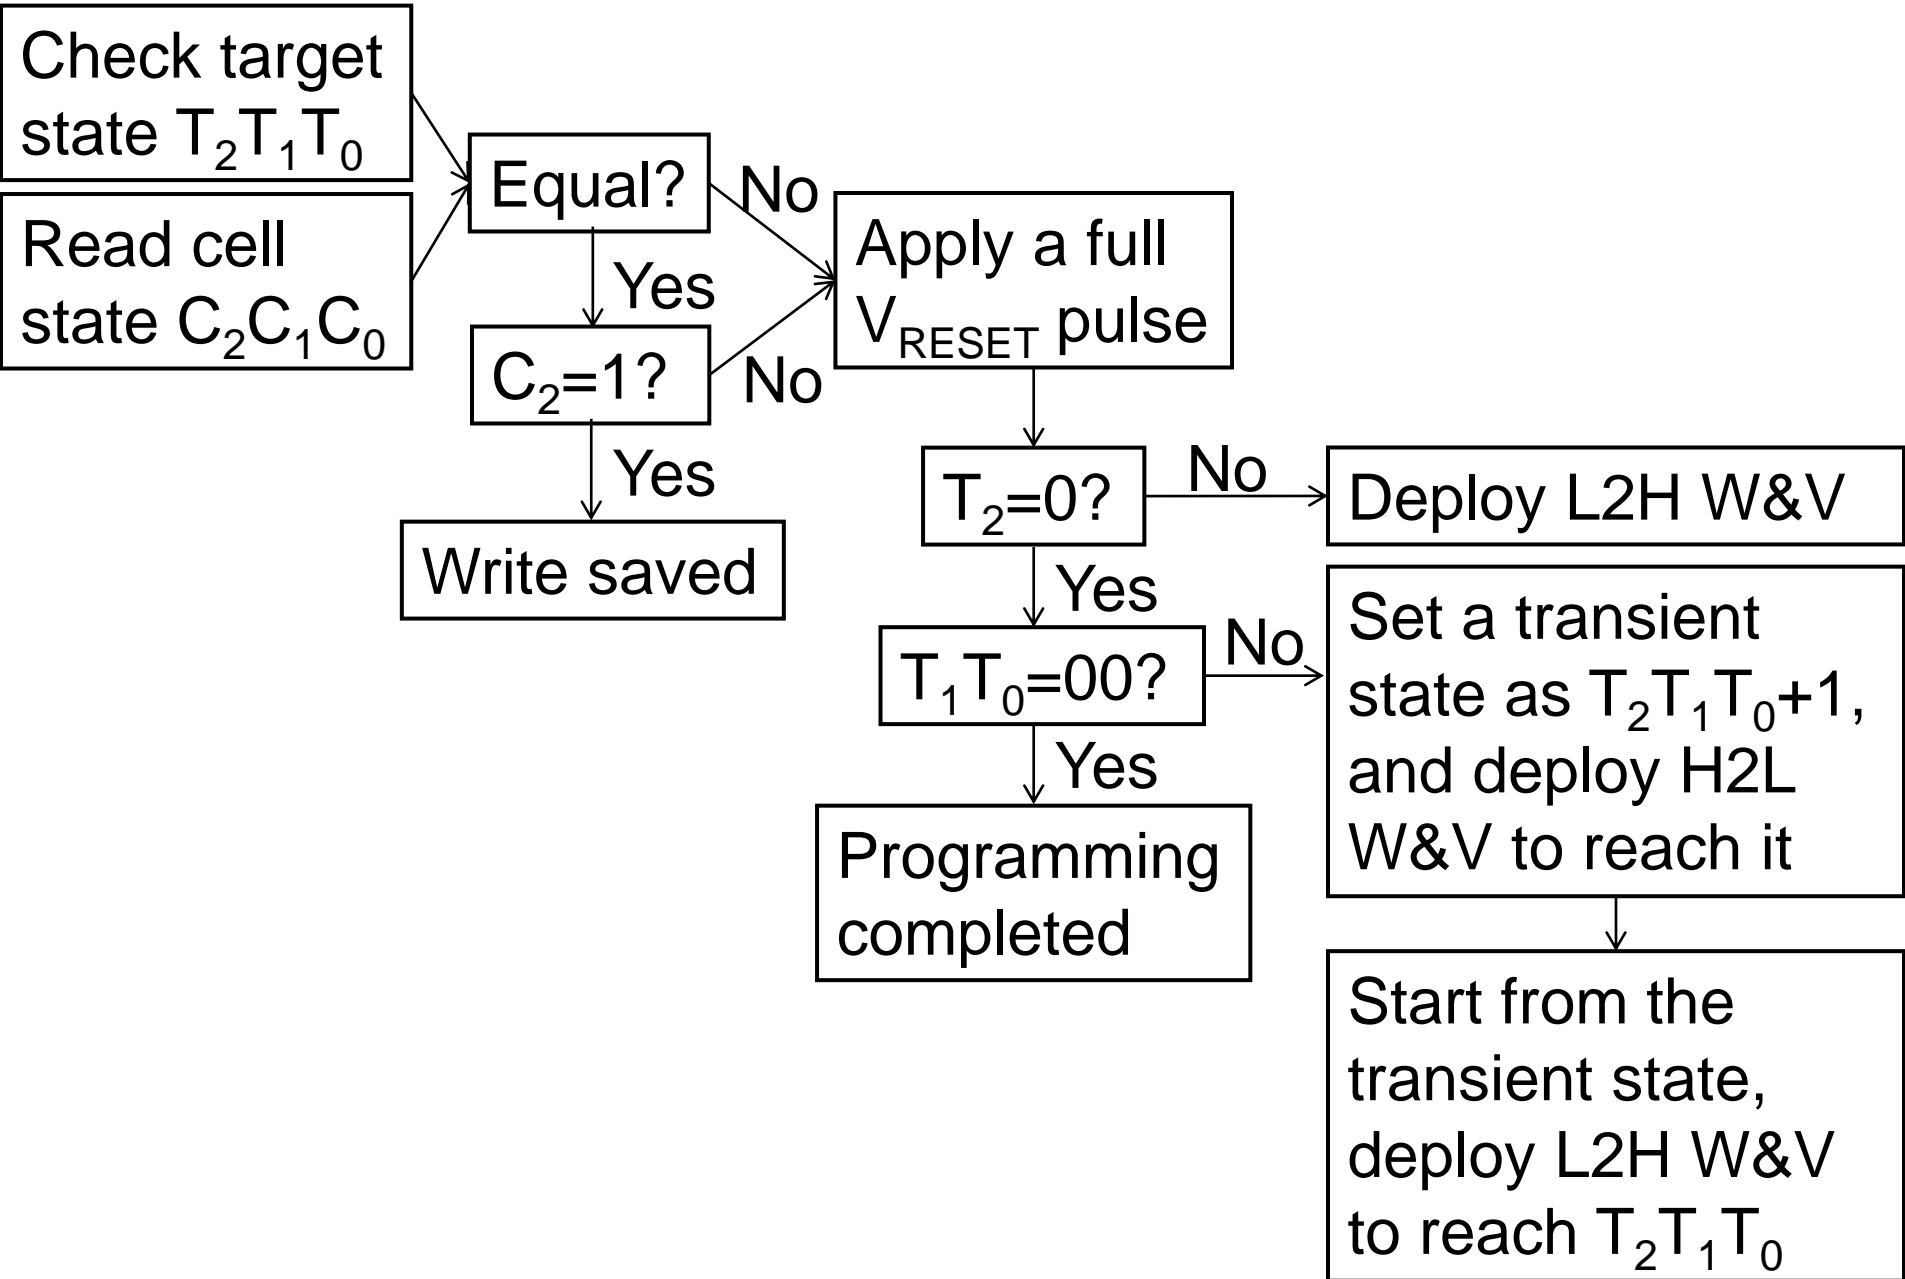 Check target
state T₂T₁T₀
Read cell
state C₂C₁C₀
Equal?
No
Yes
C₂=1?
No
Yes
Write saved
Apply a full
V_RESET pulse
T₂=0?
No
Deploy L2H W&V
Yes
T₁T₀=00?
No
Yes
Programming
completed
Set a transient
state as T₂T₁T₀+1,
and deploy H2L
W&V to reach it
Start from the
transient state,
deploy L2H W&V
to reach T₂T₁T₀